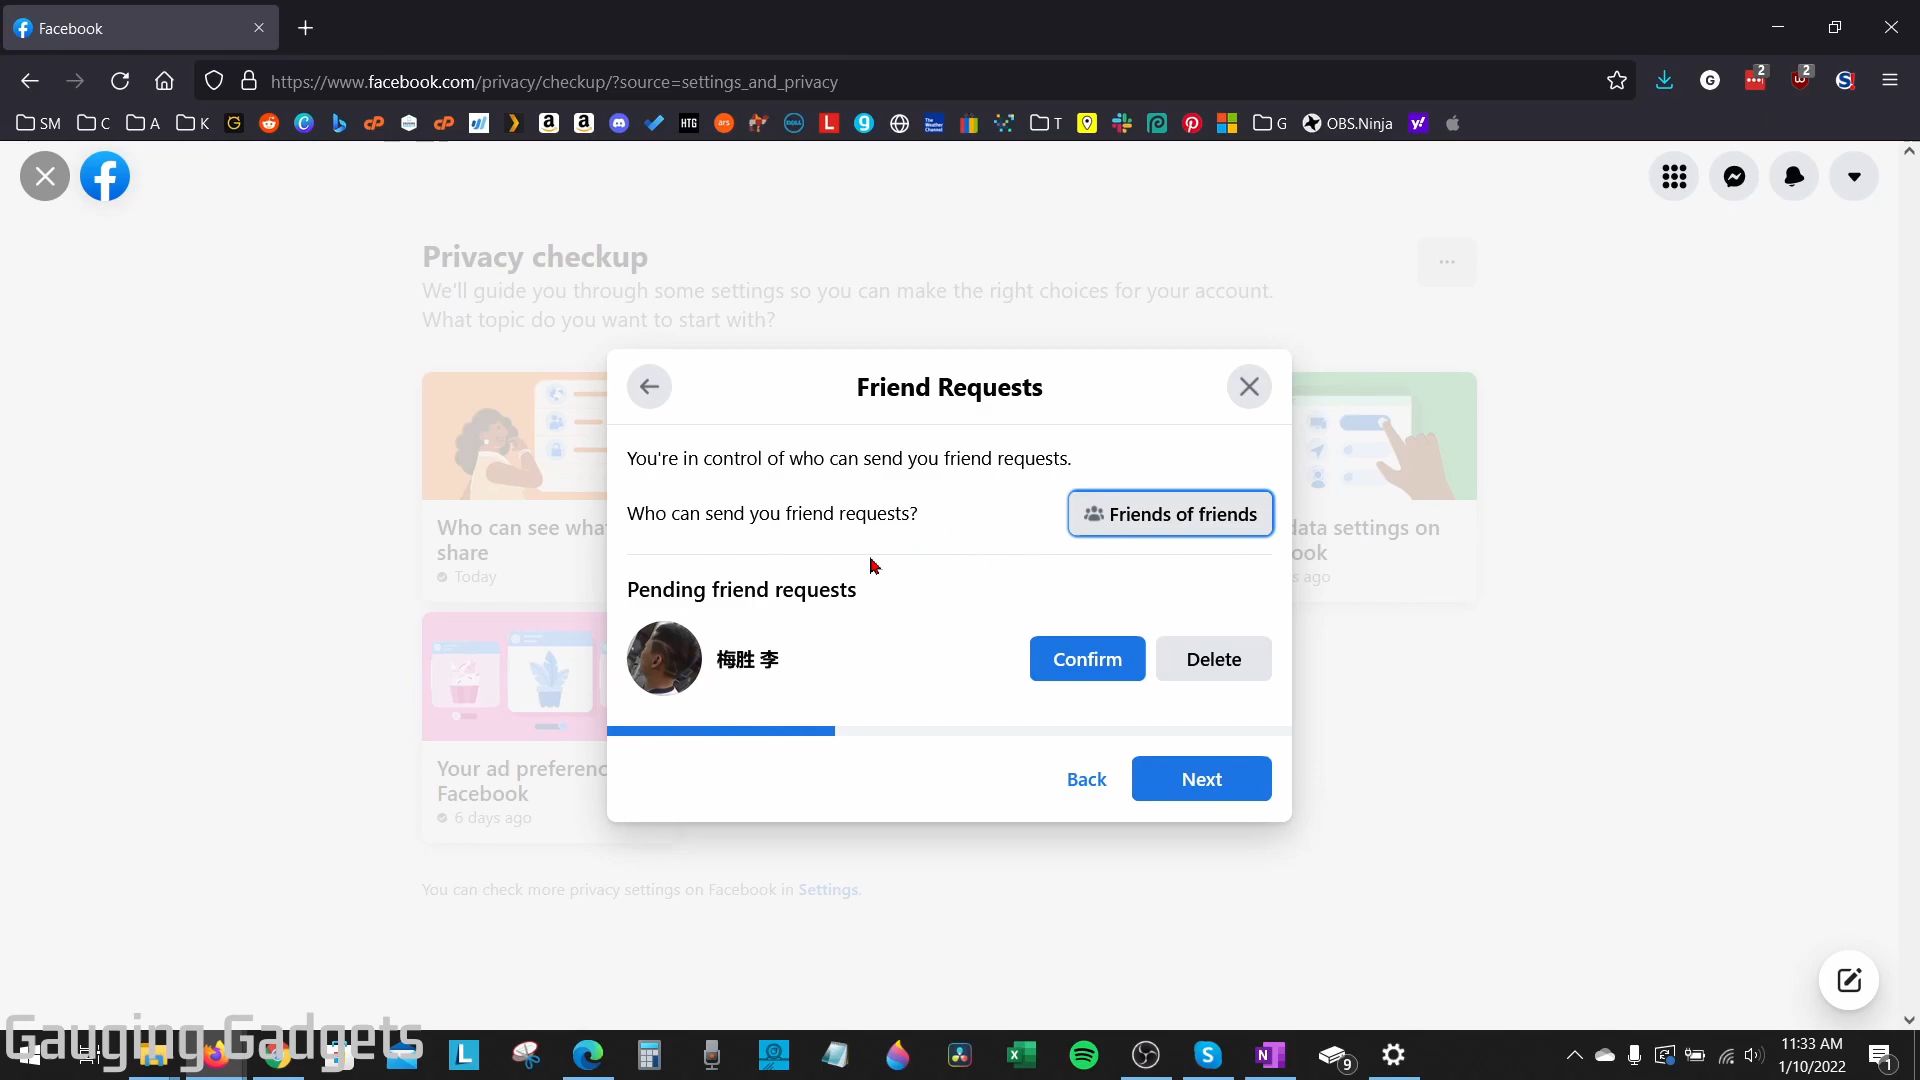 Facebook
https://www.facebook.com/privacy/checkup/?source=settings_and_privacy
2
2
SM
C
A
K
T
G
OBS.Ninja
Privacy checkup
We'll guide you through some settings so you can make the right choices for your account.
What topic do you want to start with?
Friend Requests
You're in control of who can send you friend requests.
Who can send you friend requests?
Friends of friends
Pending friend requests
梅胜 李
Confirm
Delete
Back
Next
Who can see wha
share
Today
data settings on
ook
s ago
Your ad preferenc
Facebook
6 days ago
You can check more privacy settings on Facebook in Settings.
Gauging Gadgets
9
11:33 AM
1/10/2022
1